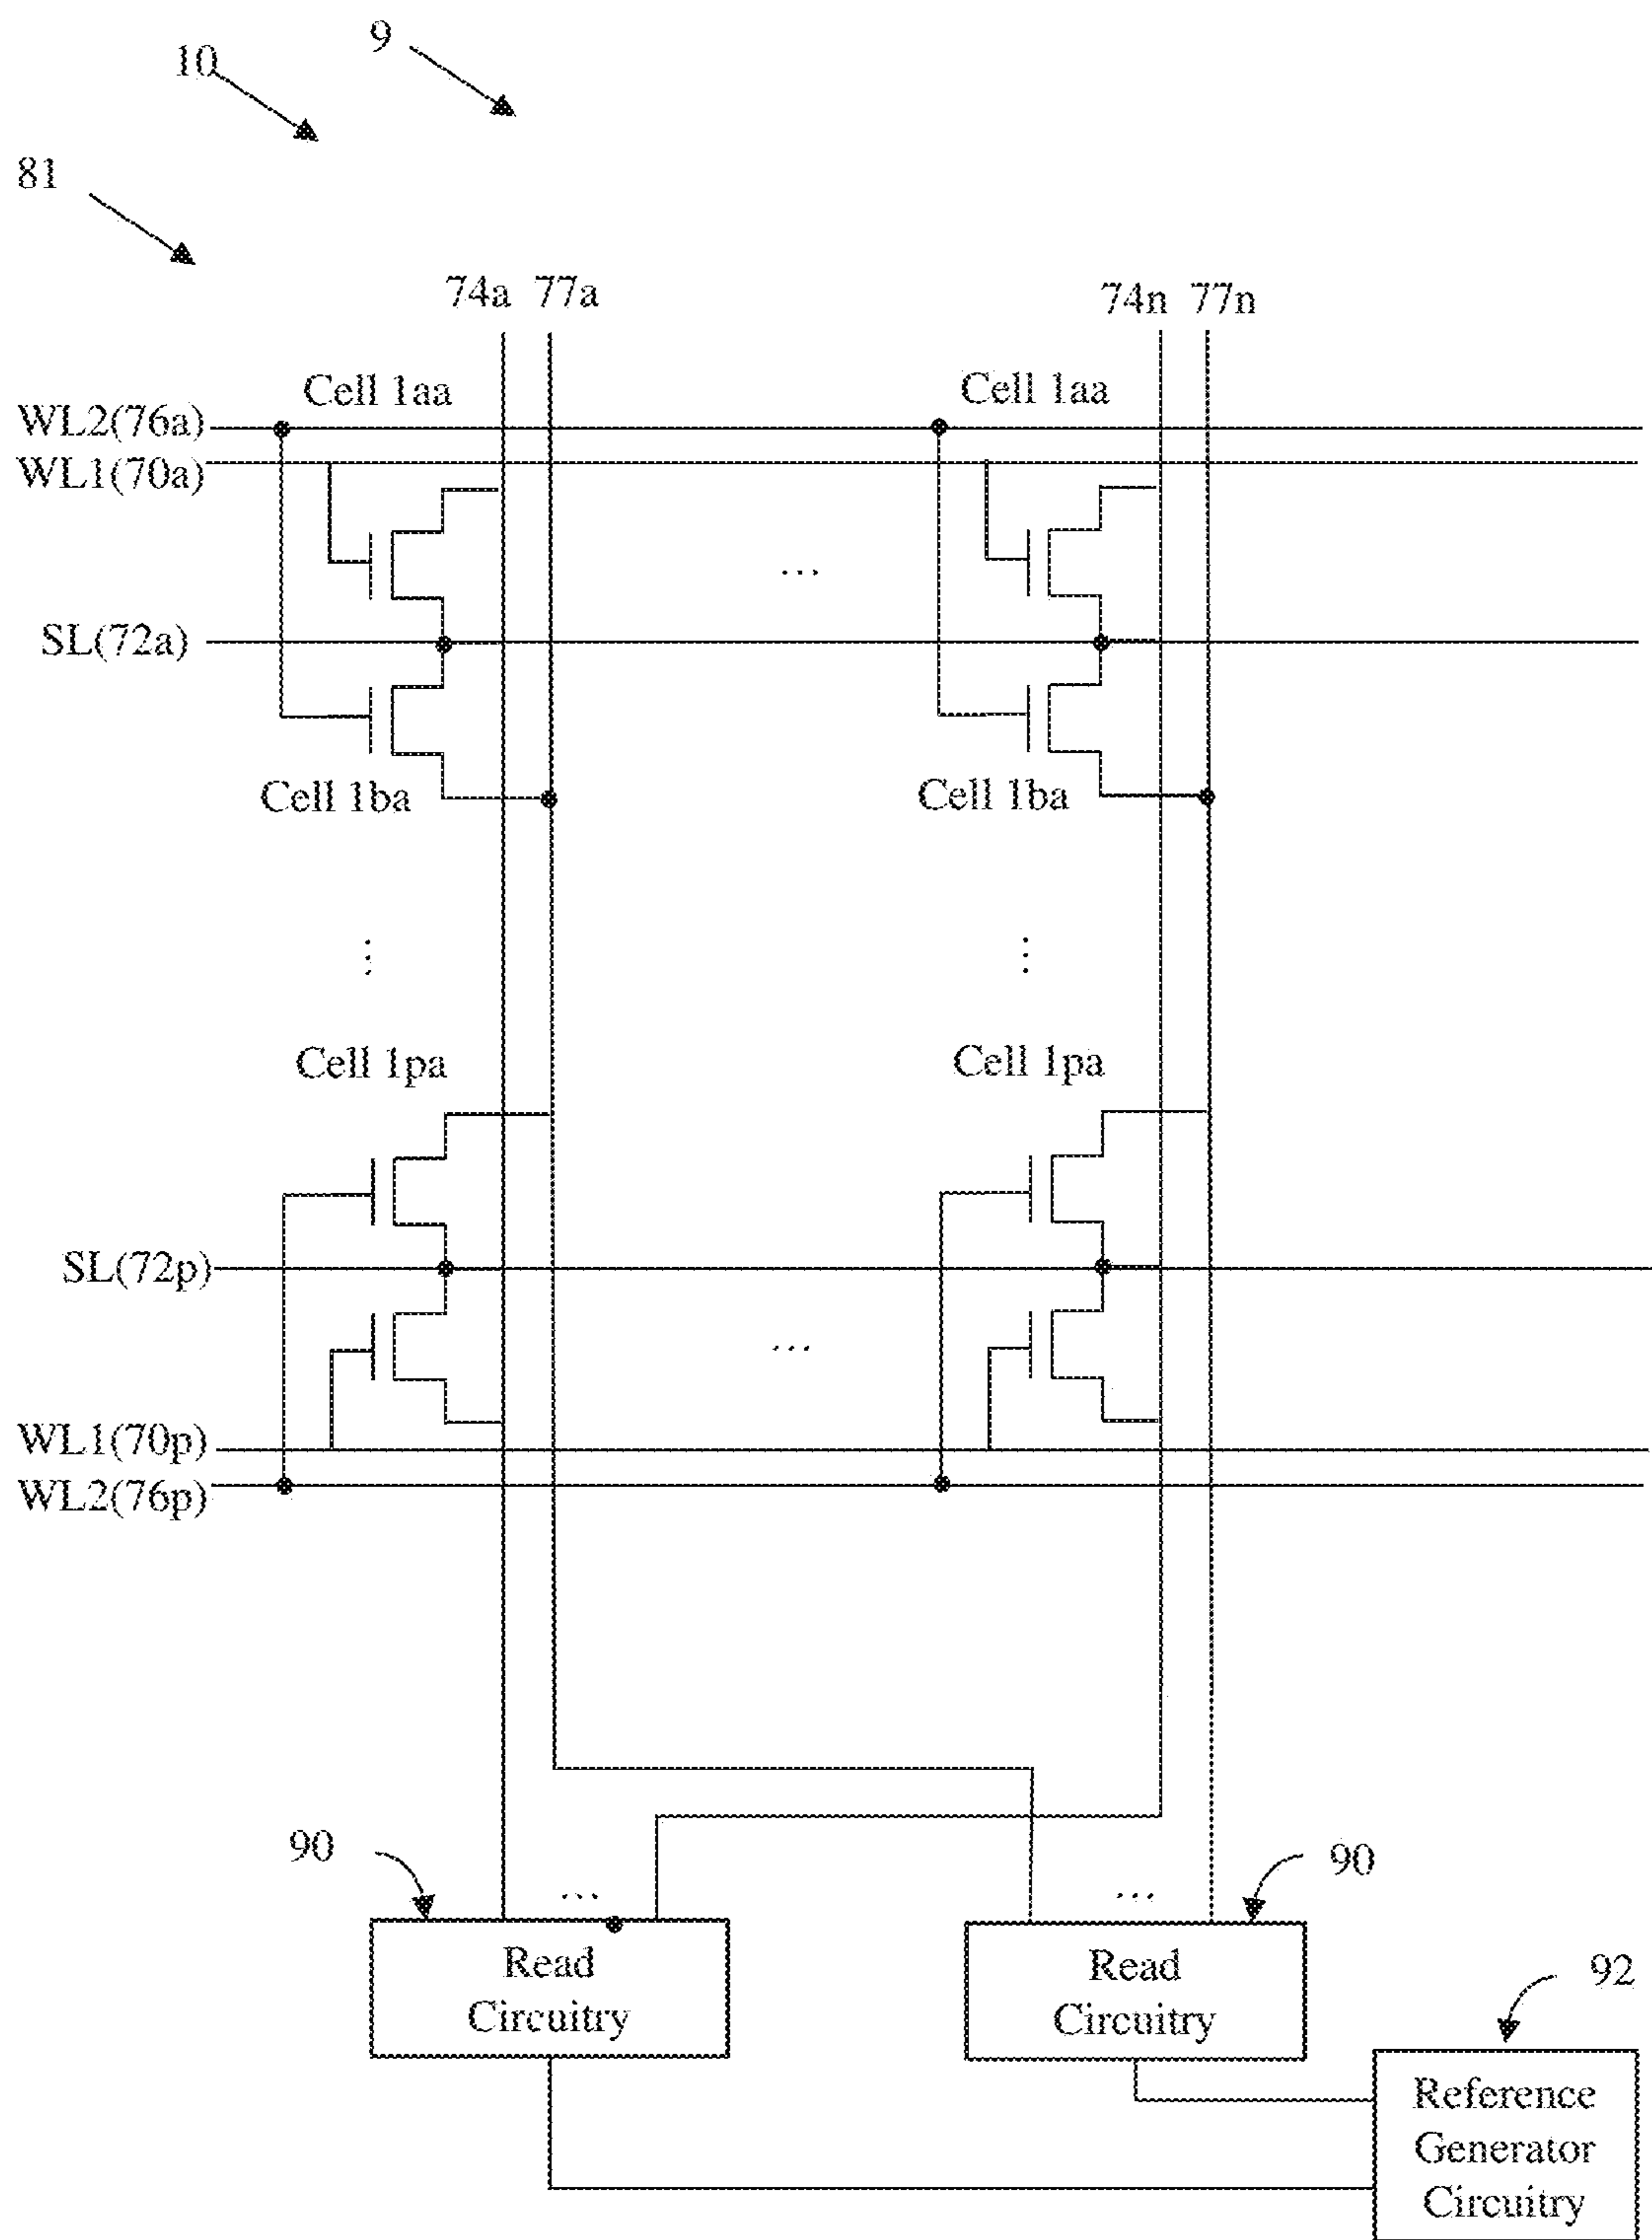 9
10
81
74a 77a
74n 77n
Cell 1aa
Cell 1aa
WL2(76a)
WL1(70a)
...
SL(72a)
Cell 1ba
Cell 1ba
...
...
Cell 1pa
Cell 1pa
SL(72p)
...
WL1(70p)
WL2(76p)
90
90
...
...
Read
Circuitry
Read
Circuitry
92
Reference
Generator
Circuitry